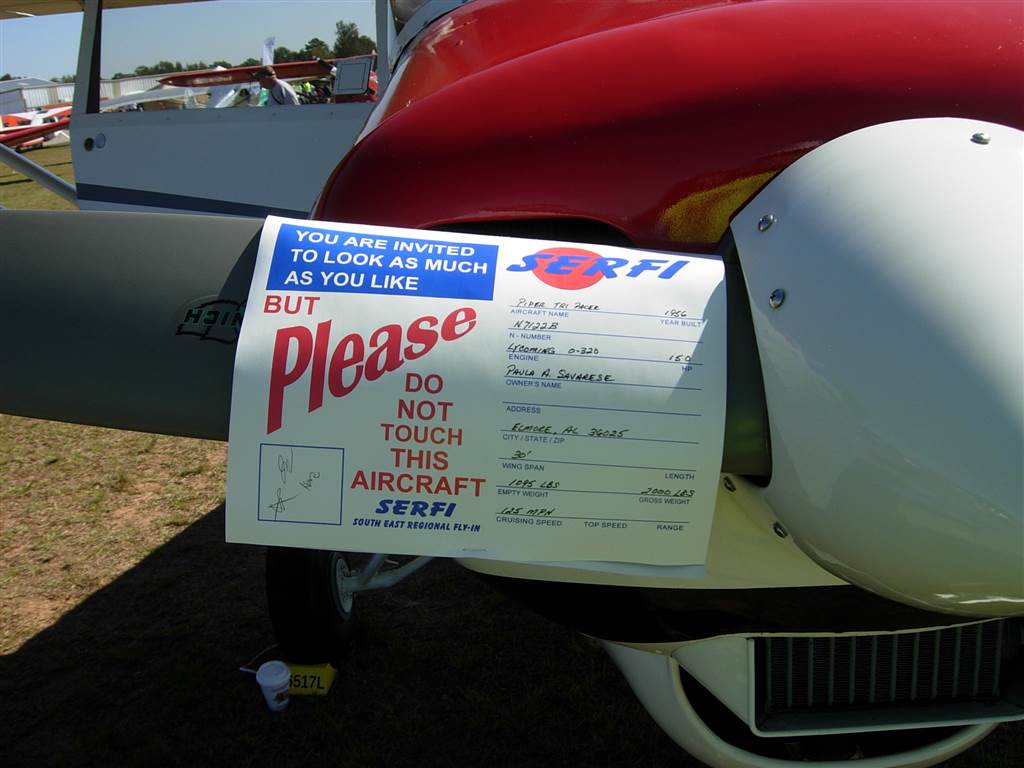 YOU ARE INVITED
TO LOOK AS MUCH
AS YOU LIKE
BUT
Please
DO
NOT
TOUCH
THIS
AIRCRAFT
SERFI
SOUTH EAST REGIONAL FLY-IN
SERFI
PIPER TRI PACER 1956
AIRCRAFT NAME YEAR BUILT
N7122B
N - NUMBER
LYCOMING 0-320 150
ENGINE HP
PAULA A. SAVARESE
OWNER'S NAME
ADDRESS
ELMORE, AL 36025
CITY / STATE / ZIP
30'
WING SPAN LENGTH
1095 LBS 2000 LBS
EMPTY WEIGHT GROSS WEIGHT
125 MPH
CRUISING SPEED TOP SPEED RANGE
6517L